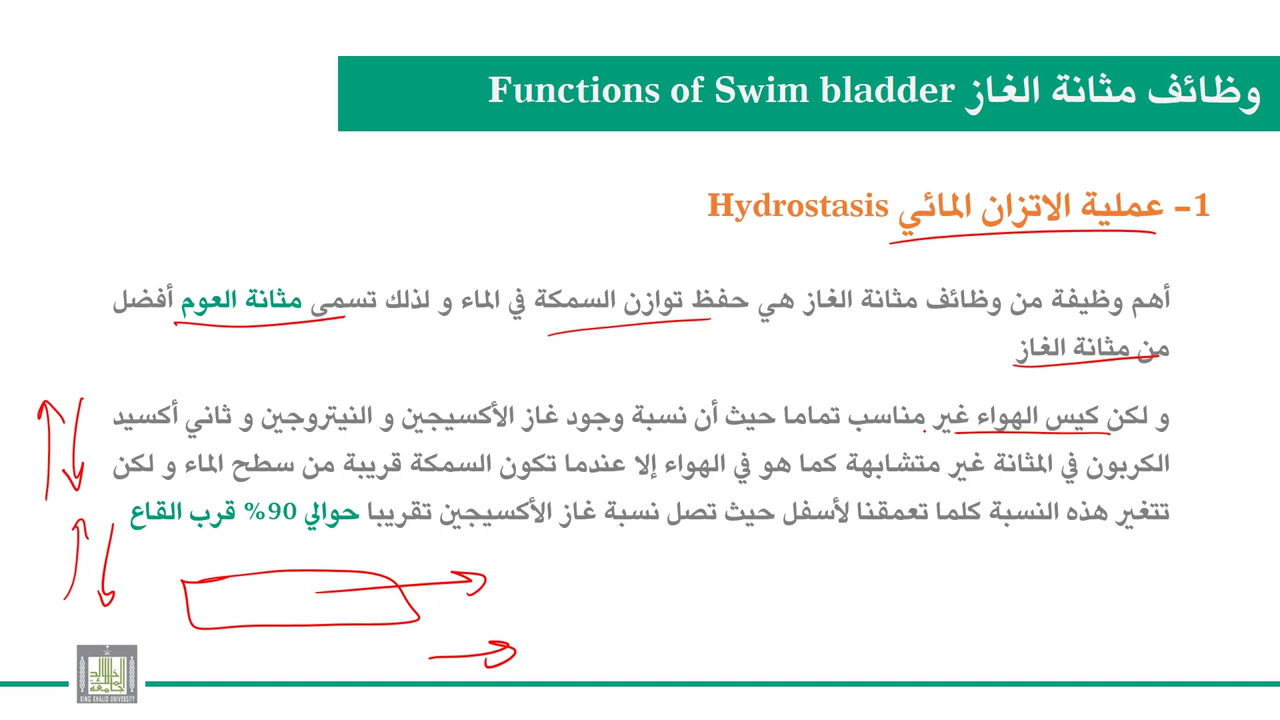 وظائف مثانة الغاز Functions of Swim bladder
1- عملية الاتزان المائي Hydrostasis
أهم وظيفة من وظائف مثانة الغاز هي حفظ توازن السمكة في الماء و لذلك تسمى مثانة العوم أفضل
من مثانة الغاز
و لكن كيس الهواء غير مناسب تماما حيث أن نسبة وجود غاز الأكسيجين و النيتروجين و ثاني أكسيد
الكربون في المثانة غير متشابهة كما هو في الهواء إلا عندما تكون السمكة قريبة من سطح الماء و لكن
تتغير هذه النسبة كلما تعمقنا لأسفل حيث تصل نسبة غاز الأكسيجين تقريبا حوالي 90% قرب القاع
KING KHALID UNIVERSITY